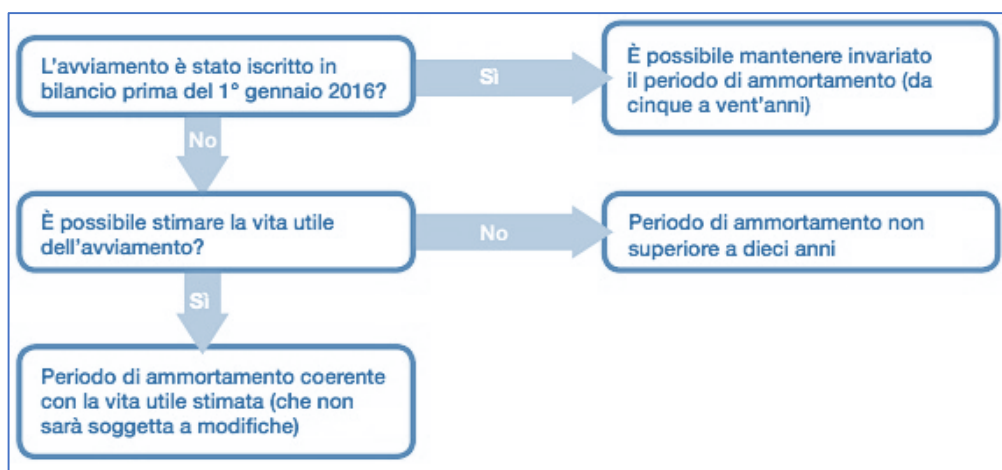 L'avviamento è stato iscritto in
bilancio prima del 1° gennaio 2016?
Sì
È possibile mantenere invariato
il periodo di ammortamento (da
cinque a vent'anni)
No
È possibile stimare la vita utile
dell'avviamento?
No
Periodo di ammortamento non
superiore a dieci anni
Sì
Periodo di ammortamento coerente
con la vita utile stimata (che non
sarà soggetta a modifiche)